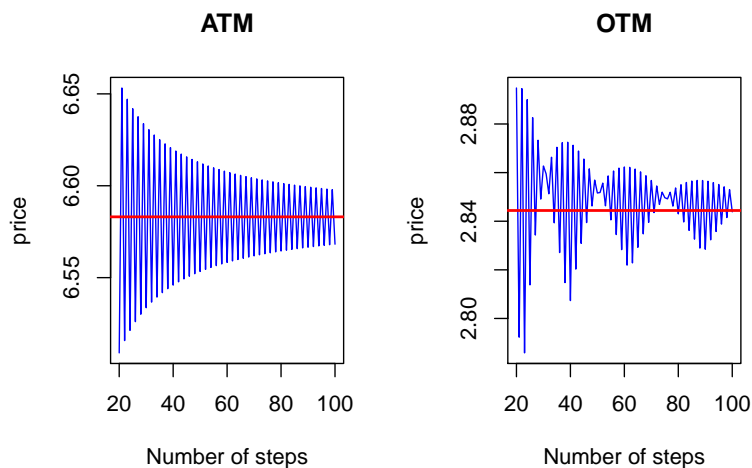 ATM
price
6.65
6.60
6.55
20 40 60 80 100
Number of steps
OTM
price
2.88
2.84
2.80
20 40 60 80 100
Number of steps